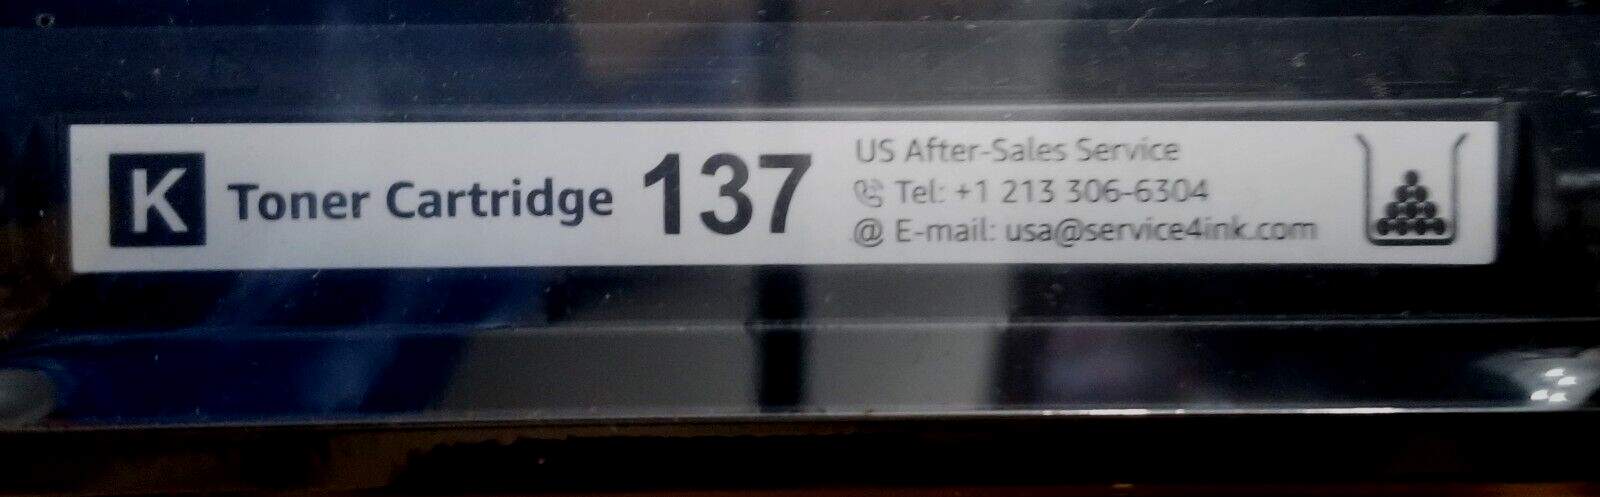 K Toner Cartridge 137
US After-Sales Service
Tel: +1 213 306-6304
@ E-mail: usa@service4ink.com